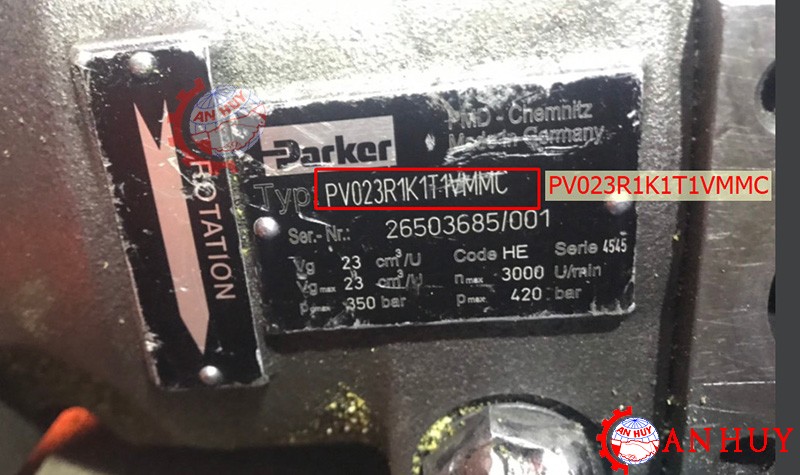 AN HUY
ROTATION
Parker
PMD - Chemnitz
Made in Germany
Typ: PV023R1K1T1VMMC
PV023R1K1T1VMMC
Ser.-Nr.: 26503685/001
Vg 23 cm³/U Code HE Serie 4545
Vg max 23 cm³/U n max 3000 U/min
p gmax 350 bar p max 420 bar
AN HUY
AN HUY